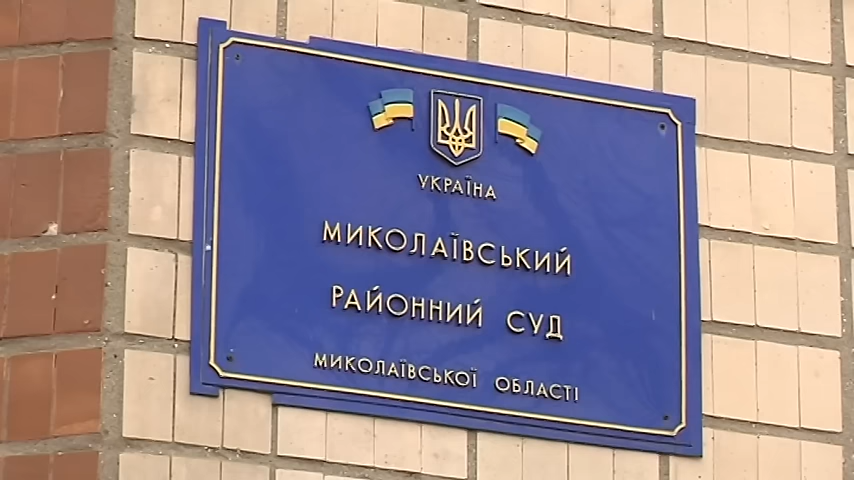 УКРАЇНА
МИКОЛАЇВСЬКИЙ
РАЙОННИЙ СУД
МИКОЛАЇВСЬКОЇ ОБЛАСТІ